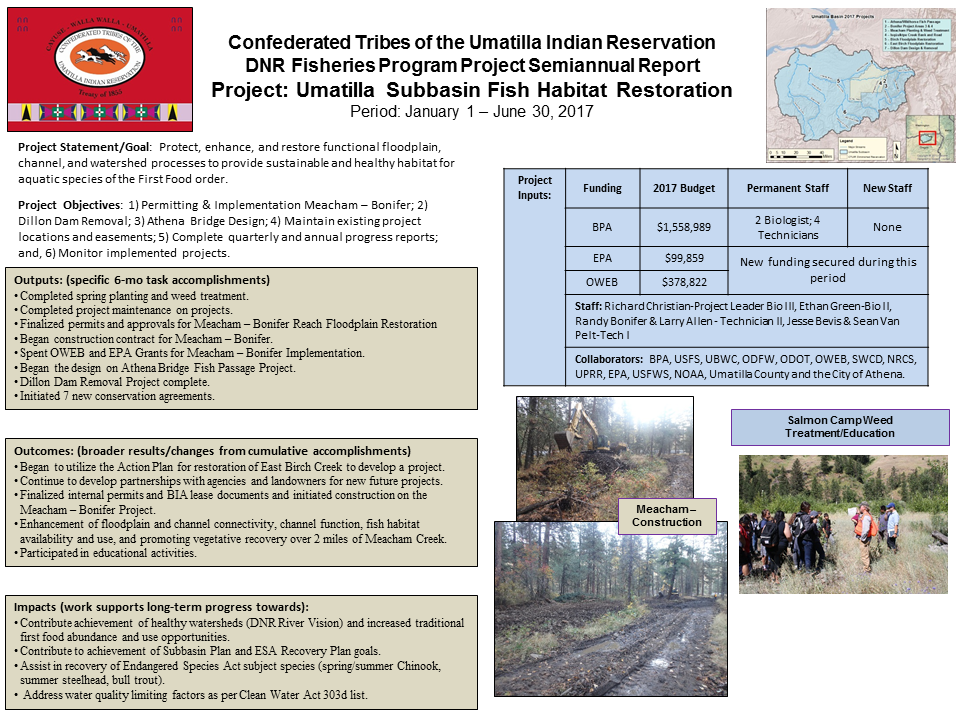 CAYUSE - WALLA WALLA - UMATILLA
CONFEDERATED TRIBES OF THE
UMATILLA INDIAN RESERVATION
Treaty of 1855
Confederated Tribes of the Umatilla Indian Reservation
DNR Fisheries Program Project Semiannual Report
Project: Umatilla Subbasin Fish Habitat Restoration
Period: January 1 – June 30, 2017
Umatilla Basin 2017 Projects
Legend
Project Statement/Goal: Protect, enhance, and restore functional floodplain,
channel, and watershed processes to provide sustainable and healthy habitat for
aquatic species of the First Food order.
Project Objectives: 1) Permitting & Implementation Meacham – Bonifer; 2)
Dillon Dam Removal; 3) Athena Bridge Design; 4) Maintain existing project
locations and easements; 5) Complete quarterly and annual progress reports;
and, 6) Monitor implemented projects.
Outputs: (specific 6-mo task accomplishments)
• Completed spring planting and weed treatment.
• Completed project maintenance on projects.
• Finalized permits and approvals for Meacham – Bonifer Reach Floodplain Restoration
• Began construction contract for Meacham – Bonifer.
• Spent OWEB and EPA Grants for Meacham – Bonifer Implementation.
• Began the design on Athena Bridge Fish Passage Project.
• Dillon Dam Removal Project complete.
• Initiated 7 new conservation agreements.
Outcomes: (broader results/changes from cumulative accomplishments)
• Began to utilize the Action Plan for restoration of East Birch Creek to develop a project.
• Continue to develop partnerships with agencies and landowners for new future projects.
• Finalized internal permits and BIA lease documents and initiated construction on the
Meacham – Bonifer Project.
• Enhancement of floodplain and channel connectivity, channel function, fish habitat
availability and use, and promoting vegetative recovery over 2 miles of Meacham Creek.
• Participated in educational activities.
Impacts (work supports long-term progress towards):
• Contribute achievement of healthy watersheds (DNR River Vision) and increased traditional
first food abundance and use opportunities.
• Contribute to achievement of Subbasin Plan and ESA Recovery Plan goals.
• Assist in recovery of Endangered Species Act subject species (spring/summer Chinook,
summer steelhead, bull trout).
• Address water quality limiting factors as per Clean Water Act 303d list.
Project
Inputs:
Funding
2017 Budget
Permanent Staff
New Staff
BPA
$1,558,989
2 Biologist; 4
Technicians
None
EPA
$99,859
New funding secured during this
period
OWEB
$378,822
Staff: Richard Christian-Project Leader Bio III, Ethan Green-Bio II,
Randy Bonifer & Larry Allen - Technician II, Jesse Bevis & Sean Van
Pelt-Tech I
Collaborators: BPA, USFS, UBWC, ODFW, ODOT, OWEB, SWCD, NRCS,
UPRR, EPA, USFWS, NOAA, Umatilla County and the City of Athena.
Meacham –
Construction
Salmon Camp Weed
Treatment/Education